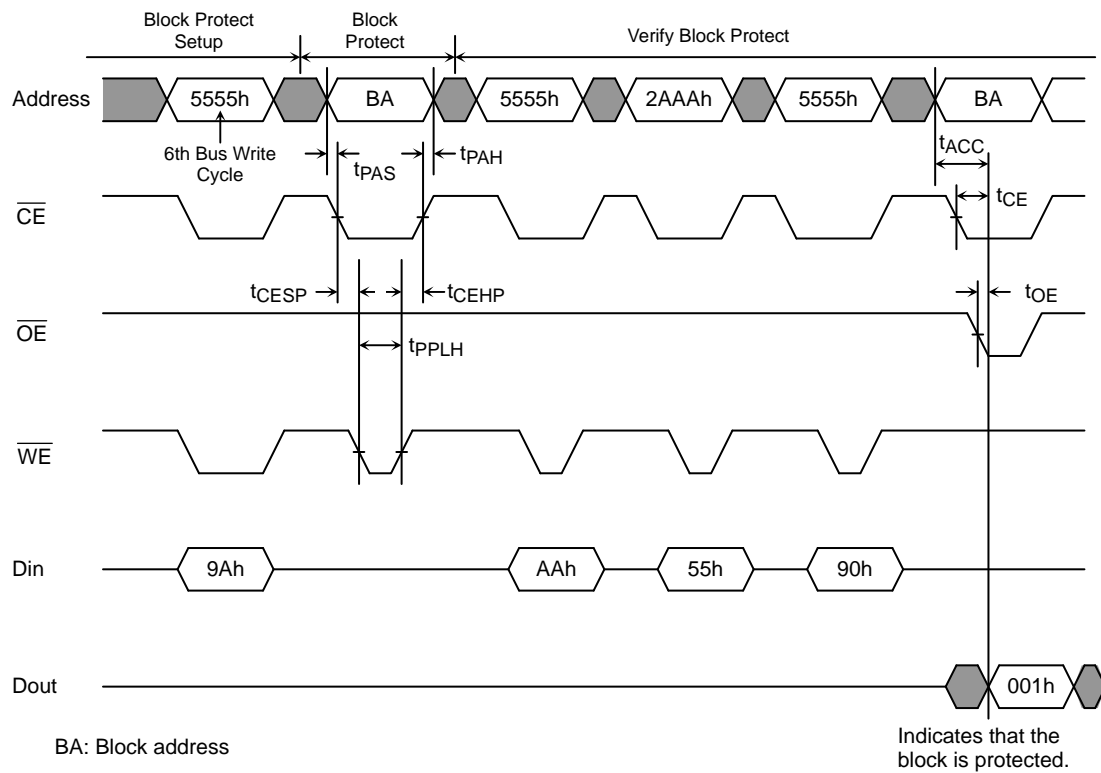 Block Protect
Setup
Block
Protect
Verify Block Protect
Address
5555h
BA
5555h
2AAAh
5555h
BA
6th Bus Write
Cycle
tPAS
tPAH
tACC
CE
tCE
tCESP
tCEHP
tOE
OE
tPPLH
WE
Din
9Ah
AAh
55h
90h
Dout
001h
BA: Block address
Indicates that the
block is protected.